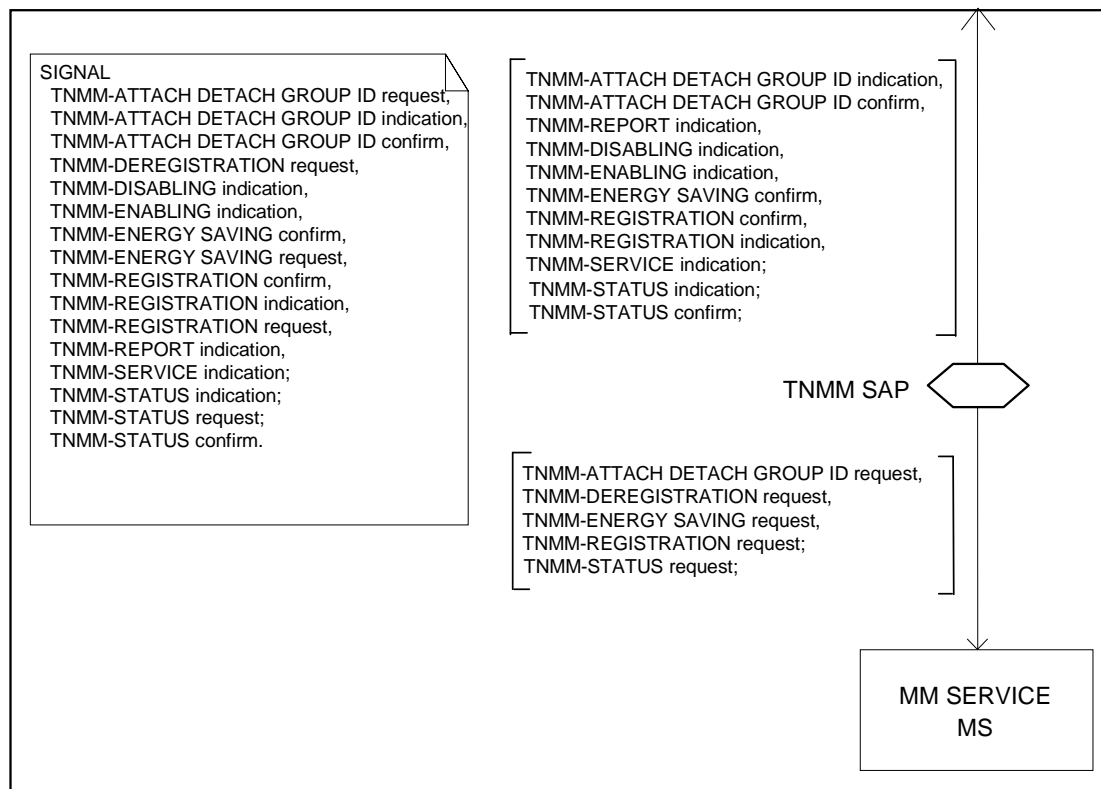 SIGNAL
TNMM-ATTACH DETACH GROUP ID request,
TNMM-ATTACH DETACH GROUP ID indication,
TNMM-ATTACH DETACH GROUP ID confirm,
TNMM-DEREGISTRATION request,
TNMM-DISABLING indication,
TNMM-ENABLING indication,
TNMM-ENERGY SAVING confirm,
TNMM-ENERGY SAVING request,
TNMM-REGISTRATION confirm,
TNMM-REGISTRATION indication,
TNMM-REGISTRATION request,
TNMM-REPORT indication,
TNMM-SERVICE indication;
TNMM-STATUS indication;
TNMM-STATUS request;
TNMM-STATUS confirm.
TNMM-ATTACH DETACH GROUP ID indication,
TNMM-ATTACH DETACH GROUP ID confirm,
TNMM-REPORT indication,
TNMM-DISABLING indication,
TNMM-ENABLING indication,
TNMM-ENERGY SAVING confirm,
TNMM-REGISTRATION confirm,
TNMM-REGISTRATION indication,
TNMM-SERVICE indication;
TNMM-STATUS indication;
TNMM-STATUS confirm;
TNMM SAP
TNMM-ATTACH DETACH GROUP ID request,
TNMM-DEREGISTRATION request,
TNMM-ENERGY SAVING request,
TNMM-REGISTRATION request;
TNMM-STATUS request;
MM SERVICE
MS